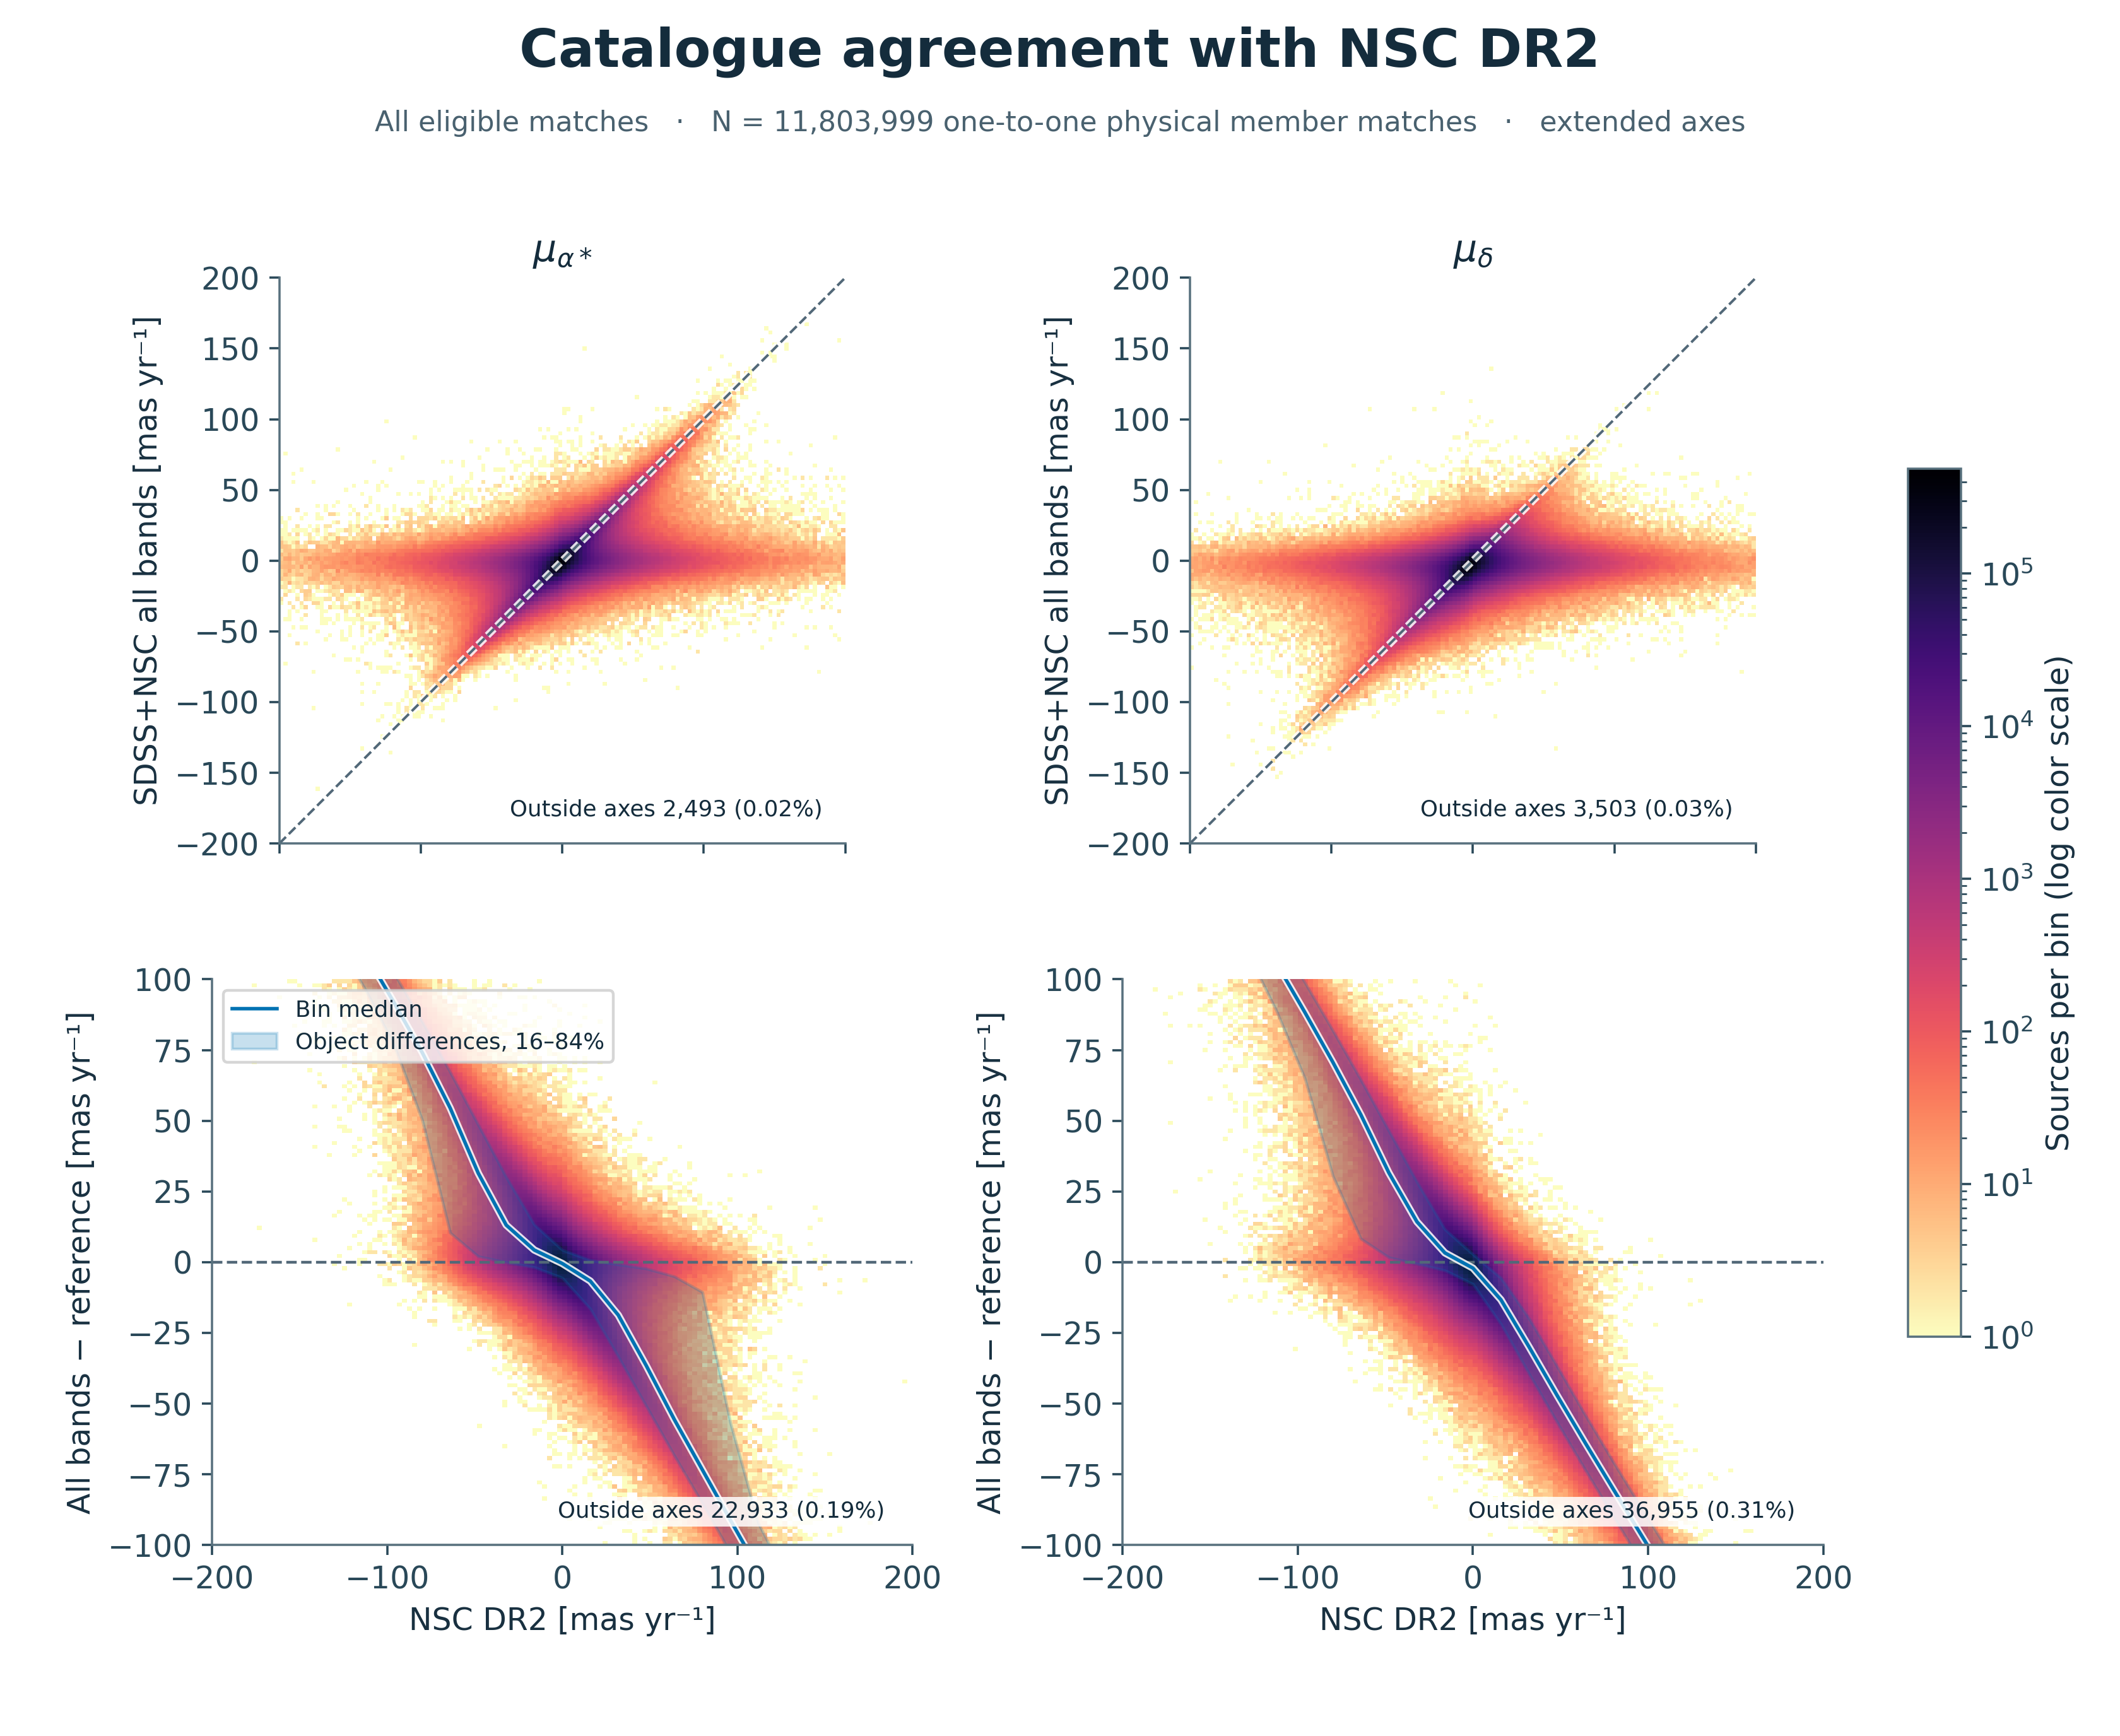 Catalogue agreement with NSC DR2
All eligible matches · N = 11,803,999 one-to-one physical member matches · extended axes
μα*
200
150
100
50
0
−50
−100
−150
−200
SDSS+NSC all bands [mas yr⁻¹]
Outside axes 2,493 (0.02%)
μδ
200
150
100
50
0
−50
−100
−150
−200
SDSS+NSC all bands [mas yr⁻¹]
Outside axes 3,503 (0.03%)
100
75
50
25
0
−25
−50
−75
−100
All bands − reference [mas yr⁻¹]
Bin median
Object differences, 16–84%
Outside axes 22,933 (0.19%)
−200 −100 0 100 200
NSC DR2 [mas yr⁻¹]
100
75
50
25
0
−25
−50
−75
−100
All bands − reference [mas yr⁻¹]
Outside axes 36,955 (0.31%)
−200 −100 0 100 200
NSC DR2 [mas yr⁻¹]
10⁵
10⁴
10³
10²
10¹
10⁰
Sources per bin (log color scale)